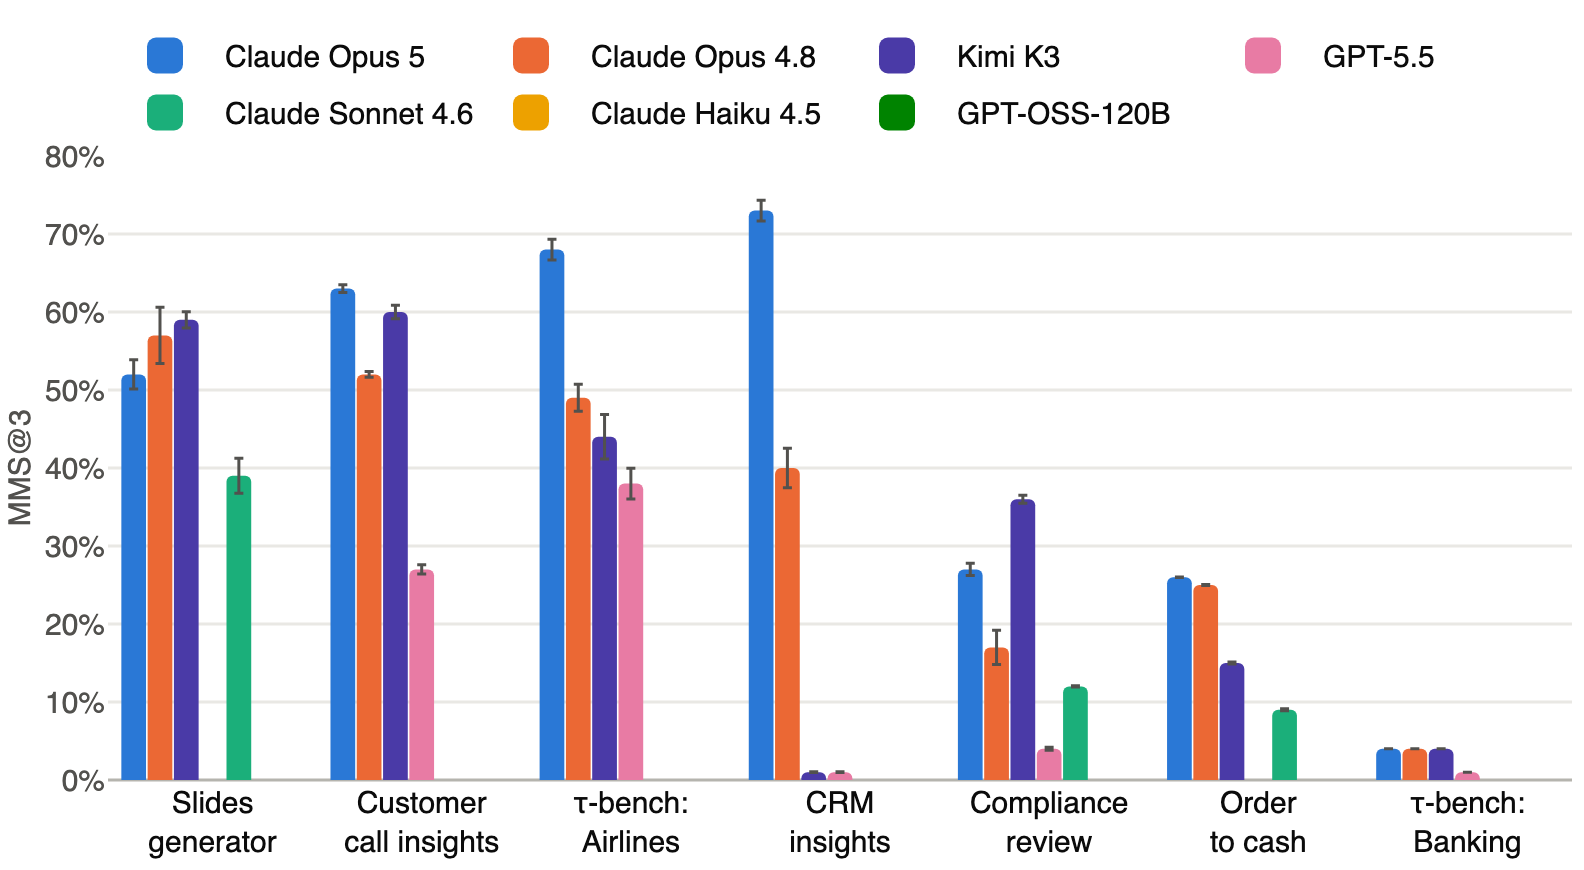 Claude Opus 5
Claude Opus 4.8
Kimi K3
GPT-5.5
Claude Sonnet 4.6
Claude Haiku 4.5
GPT-OSS-120B
MMS@3
80%
70%
60%
50%
40%
30%
20%
10%
0%
Slides
generator
Customer
call insights
τ-bench:
Airlines
CRM
insights
Compliance
review
Order
to cash
τ-bench:
Banking